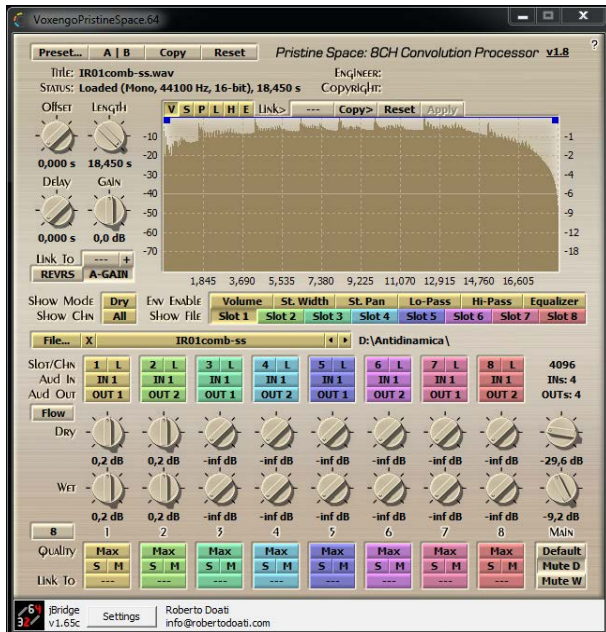 VoxengoPristineSpace.64
Preset... A | B Copy Reset Pristine Space: 8CH Convolution Processor v1.8 ?
Title: IR01comb-ss.wav Engineer:
Status: Loaded (Mono, 44100 Hz, 16-bit), 18,450 s Copyright:
Offset Length V S P L H E Link> --- Copy> Reset Apply
-10 -1
0,000 s 18,450 s -20 -2
-30 -4
Delay Gain -40 -6
-50 -9
0,000 s 0,0 dB -60 -12
-70 -18
Link To --- +
REVRS A-GAIN 1,845 3,690 5,535 7,380 9,225 11,070 12,915 14,760 16,605
Show Mode Dry Env Enable Volume St. Width St. Pan Lo-Pass Hi-Pass Equalizer
Show Chn All Show File Slot 1 Slot 2 Slot 3 Slot 4 Slot 5 Slot 6 Slot 7 Slot 8
File... X IR01comb-ss D:\Antidinamica\
Slot/Chn 1 L 2 L 3 L 4 L 5 L 6 L 7 L 8 L 4096
Aud In IN 1 IN 1 IN 1 IN 1 IN 1 IN 1 IN 1 IN 1 INs: 4
Aud Out OUT 1 OUT 2 OUT 1 OUT 2 OUT 1 OUT 2 OUT 1 OUT 2 OUTs: 4
Flow
Dry
0,2 dB 0,2 dB -inf dB -inf dB -inf dB -inf dB -inf dB -inf dB -29,6 dB
Wet
0,2 dB 0,2 dB -inf dB -inf dB -inf dB -inf dB -inf dB -inf dB -9,2 dB
8 1 2 3 4 5 6 7 8 Main
Quality Max Max Max Max Max Max Max Max Default
S M S M S M S M S M S M S M S M Mute D
Link To --- --- --- --- --- --- --- --- Mute W
64 32 jBridge v1.65c Settings Roberto Doati
info@robertodoati.com